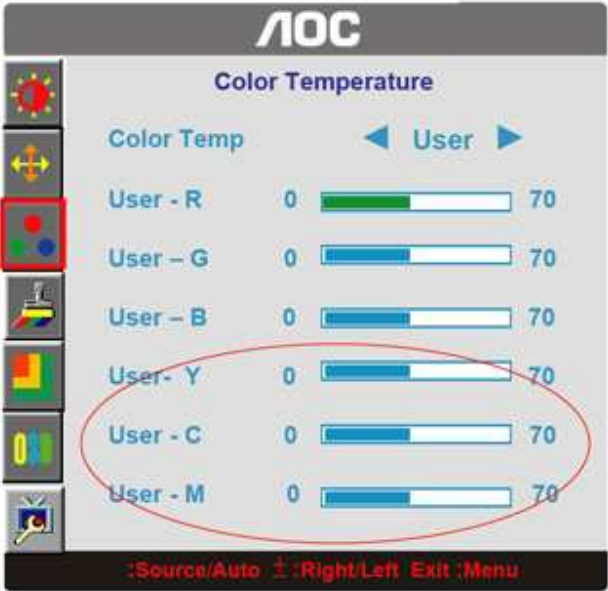 AOC
Color Temperature
Color Temp User
User - R 0 70
User – G 0 70
User – B 0 70
User- Y 0 70
User - C 0 70
User - M 0 70
:Source/Auto ± :Right/Left Exit :Menu